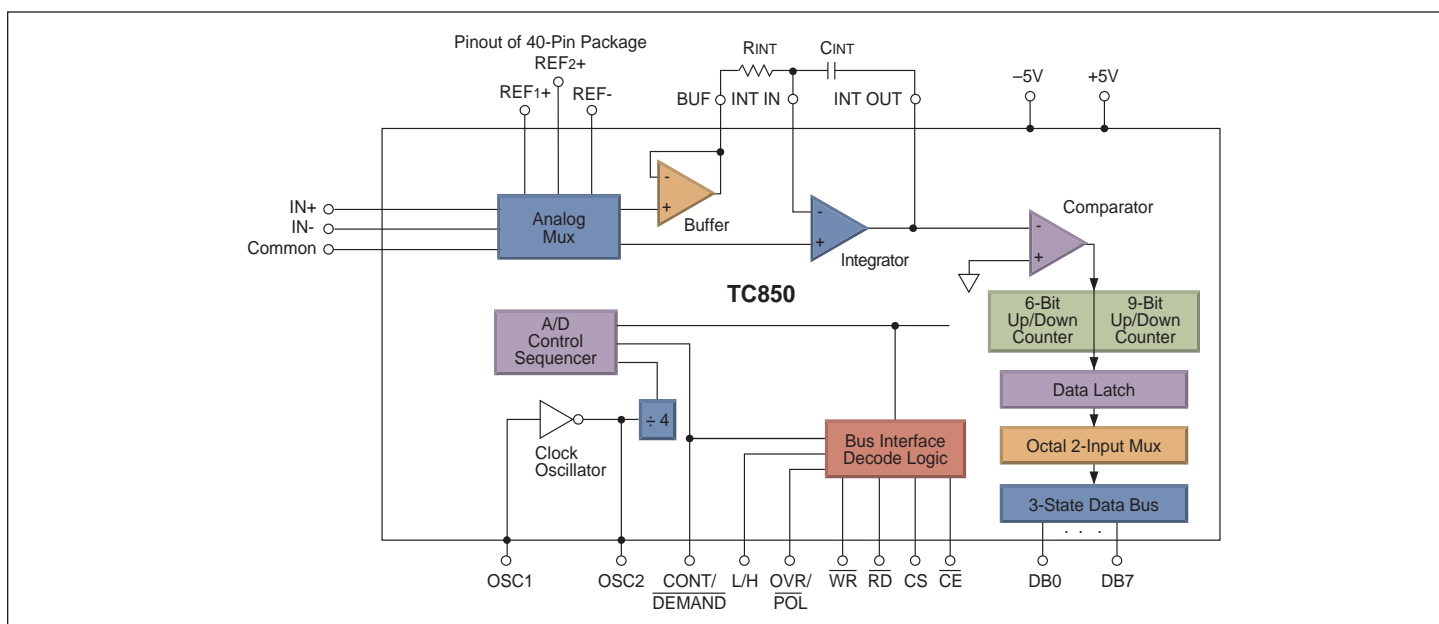 Pinout of 40-Pin Package
REF2+
REF1+
REF-
RINT
CINT
BUF
INT IN
INT OUT
–5V
+5V
IN+
IN-
Common
Analog
Mux
-
+
Buffer
-
+
Integrator
Comparator
-
+
TC850
6-Bit
Up/Down
Counter
9-Bit
Up/Down
Counter
A/D
Control
Sequencer
Data Latch
÷ 4
Clock
Oscillator
Bus Interface
Decode Logic
Octal 2-Input Mux
3-State Data Bus
. . .
OSC1
OSC2
CONT/
DEMAND
L/H
OVR/
POL
WR
RD
CS
CE
DB0
DB7